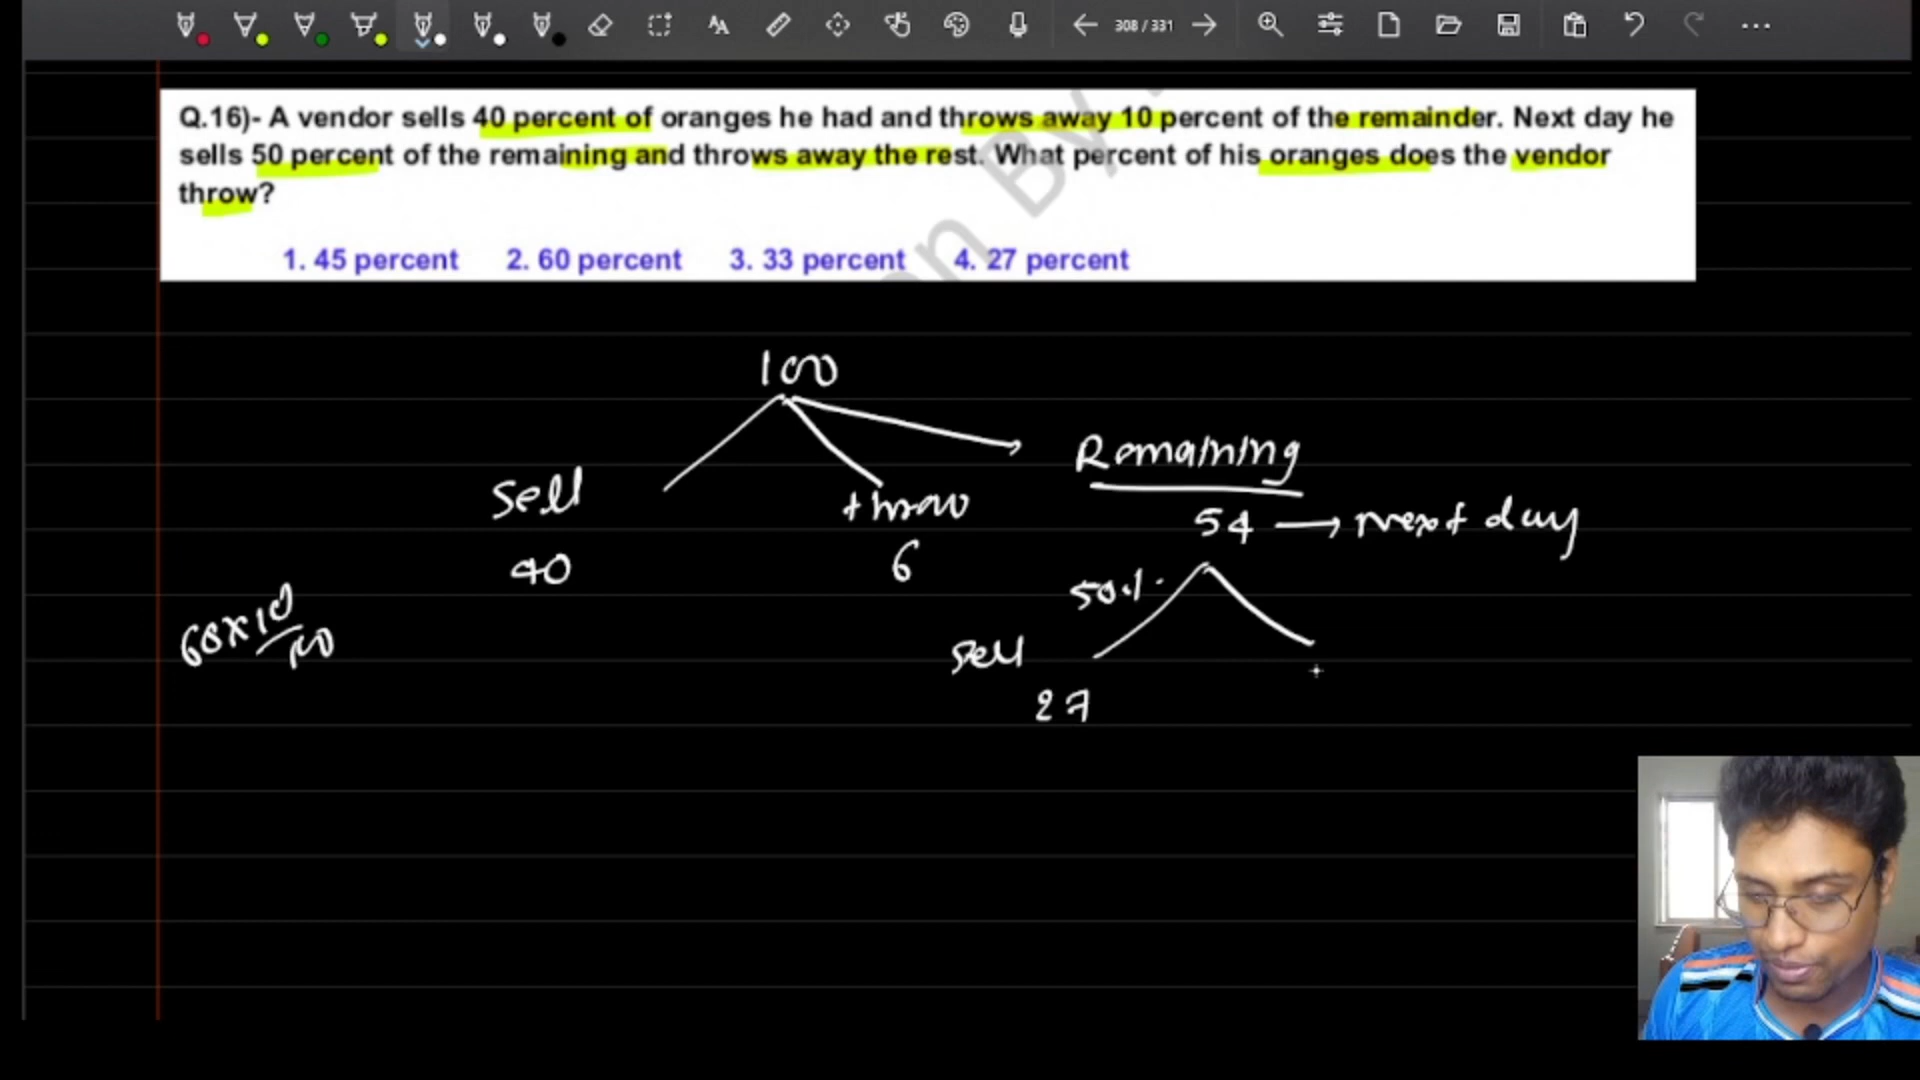 308 / 331
Q.16)- A vendor sells 40 percent of oranges he had and throws away 10 percent of the remainder. Next day he
sells 50 percent of the remaining and throws away the rest. What percent of his oranges does the vendor
throw?
1. 45 percent 2. 60 percent 3. 33 percent 4. 27 percent
on By
100
Remaining
Sell throw
54 → next day
40 6
50%.
60x10/100
Sell
27